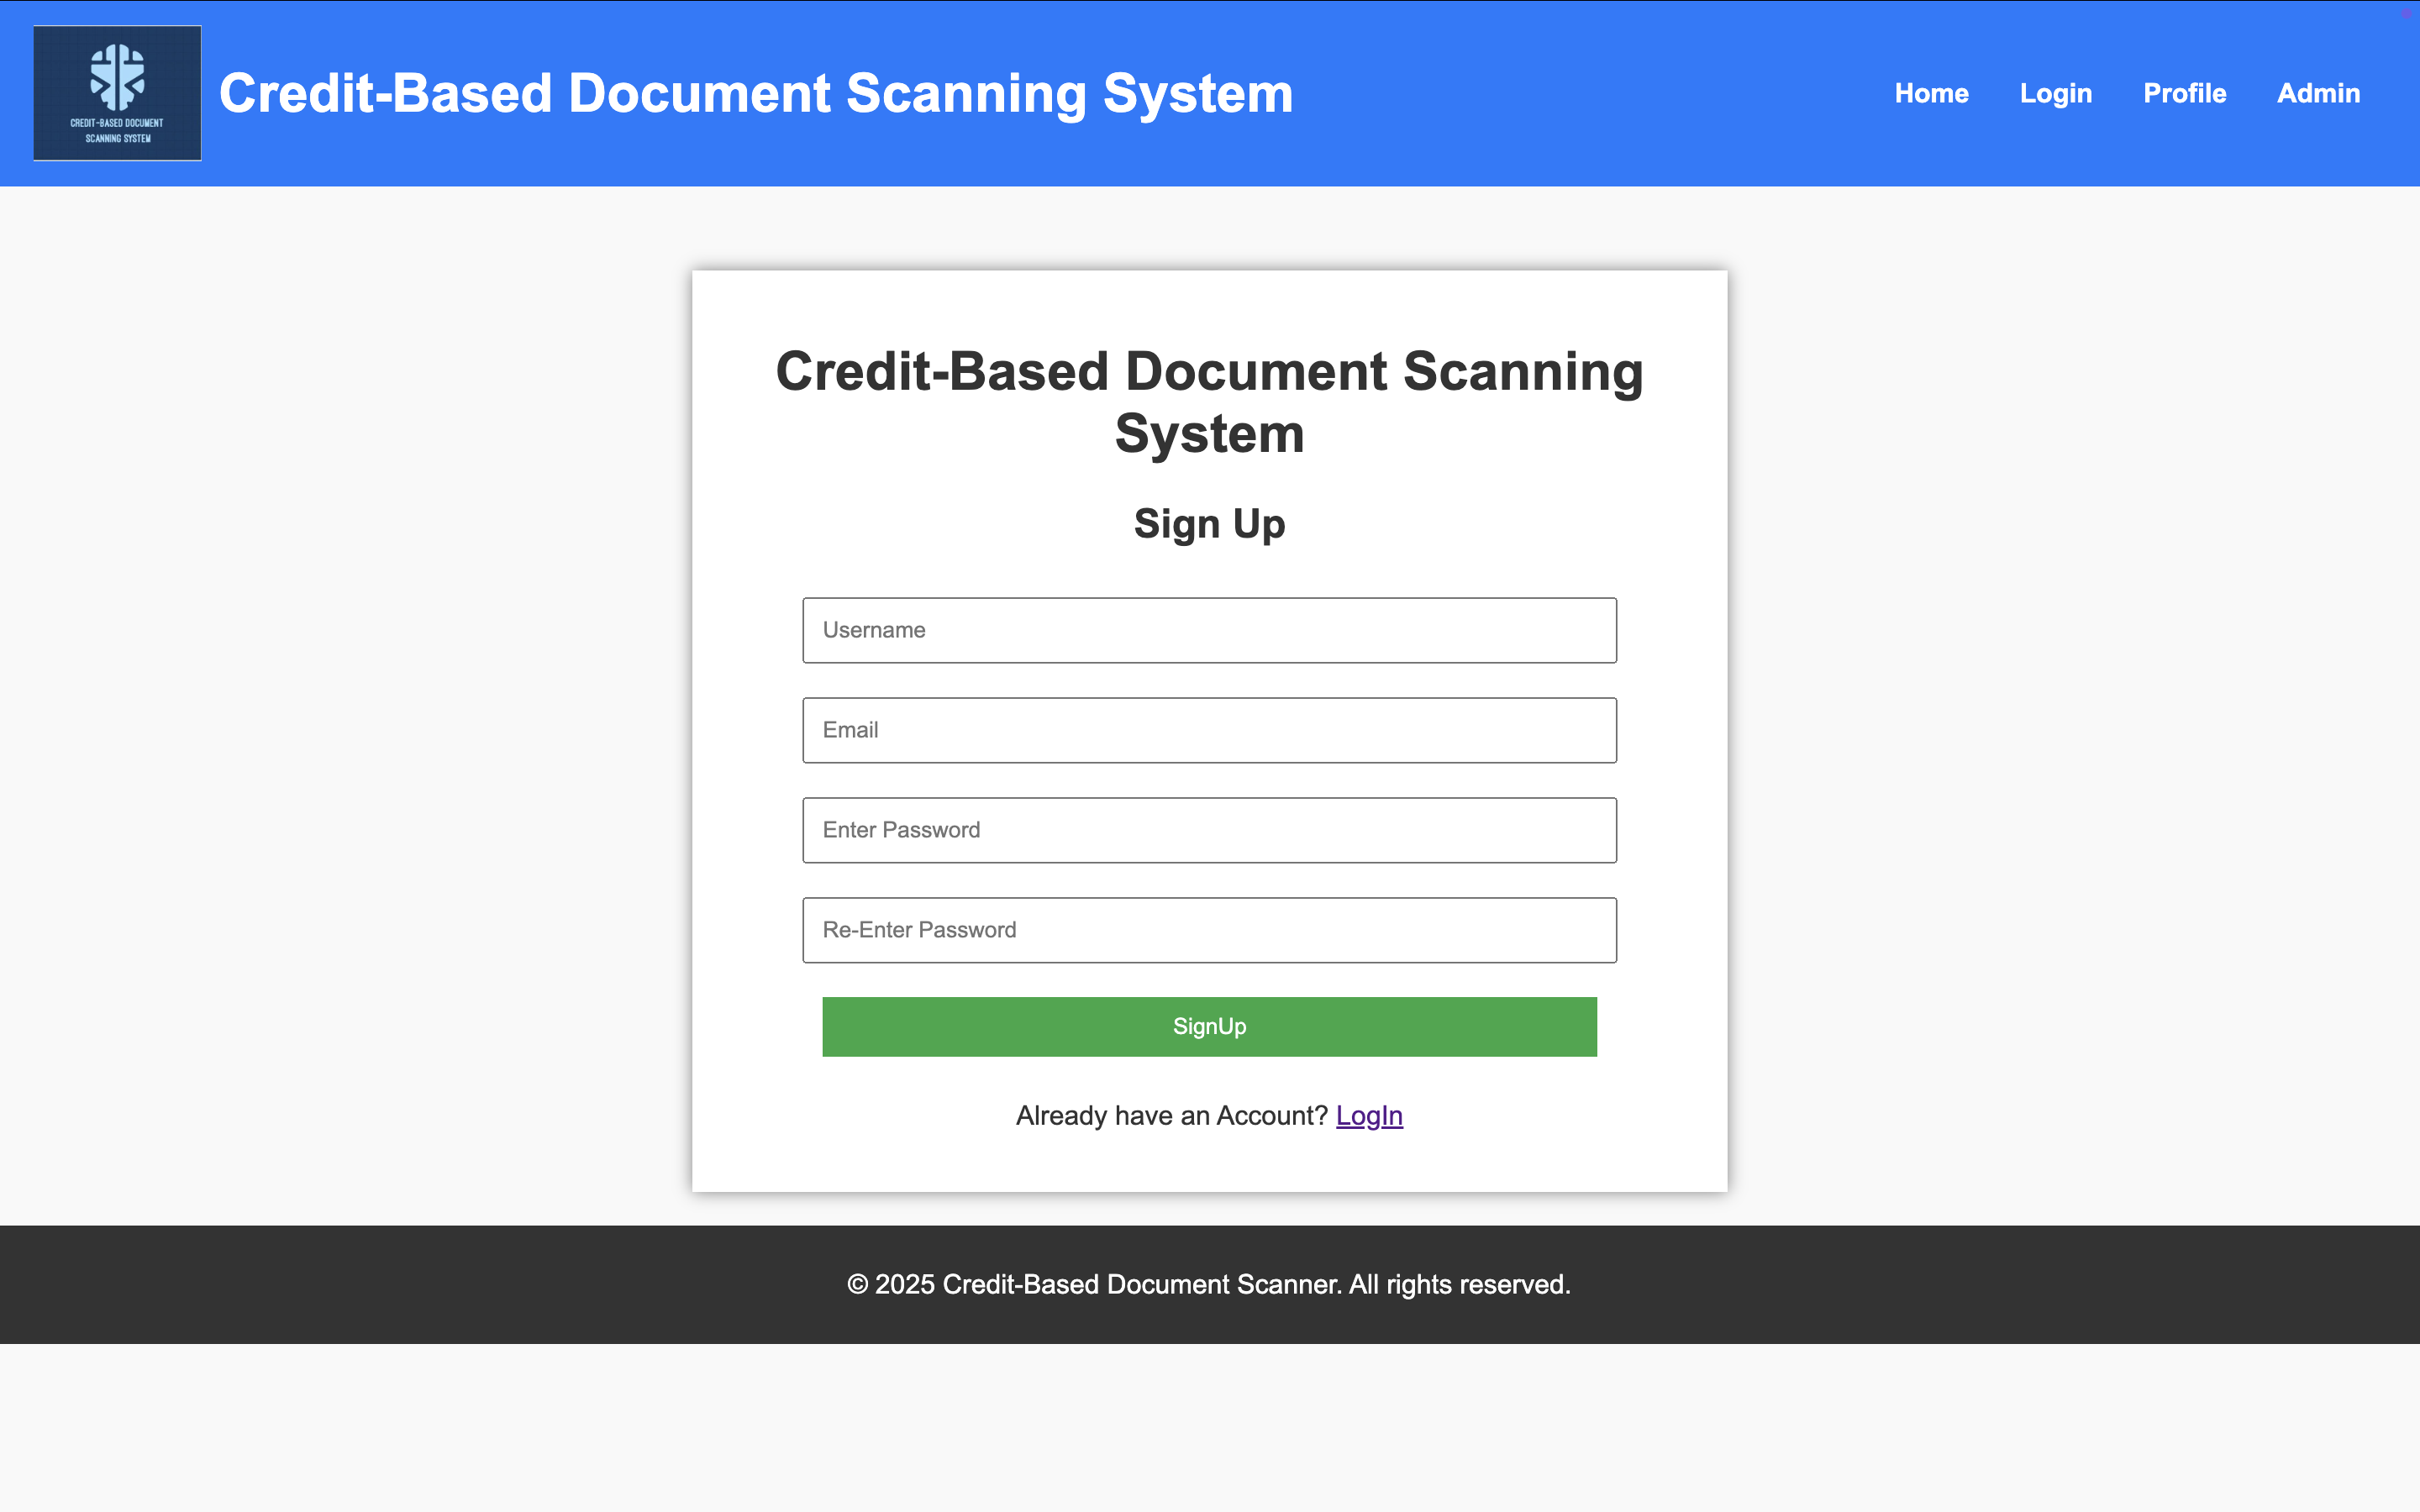 CREDIT-BASED DOCUMENT
SCANNING SYSTEM
Credit-Based Document Scanning System
Home Login Profile Admin
Credit-Based Document Scanning
System
Sign Up
Username
Email
Enter Password
Re-Enter Password
SignUp
Already have an Account? LogIn
© 2025 Credit-Based Document Scanner. All rights reserved.